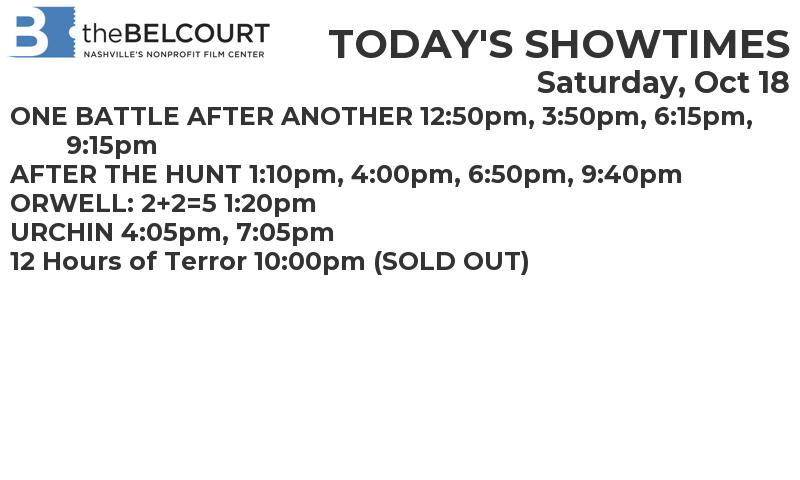 B theBELCOURT
NASHVILLE'S NONPROFIT FILM CENTER
TODAY'S SHOWTIMES
Saturday, Oct 18
ONE BATTLE AFTER ANOTHER 12:50pm, 3:50pm, 6:15pm,
9:15pm
AFTER THE HUNT 1:10pm, 4:00pm, 6:50pm, 9:40pm
ORWELL: 2+2=5 1:20pm
URCHIN 4:05pm, 7:05pm
12 Hours of Terror 10:00pm (SOLD OUT)